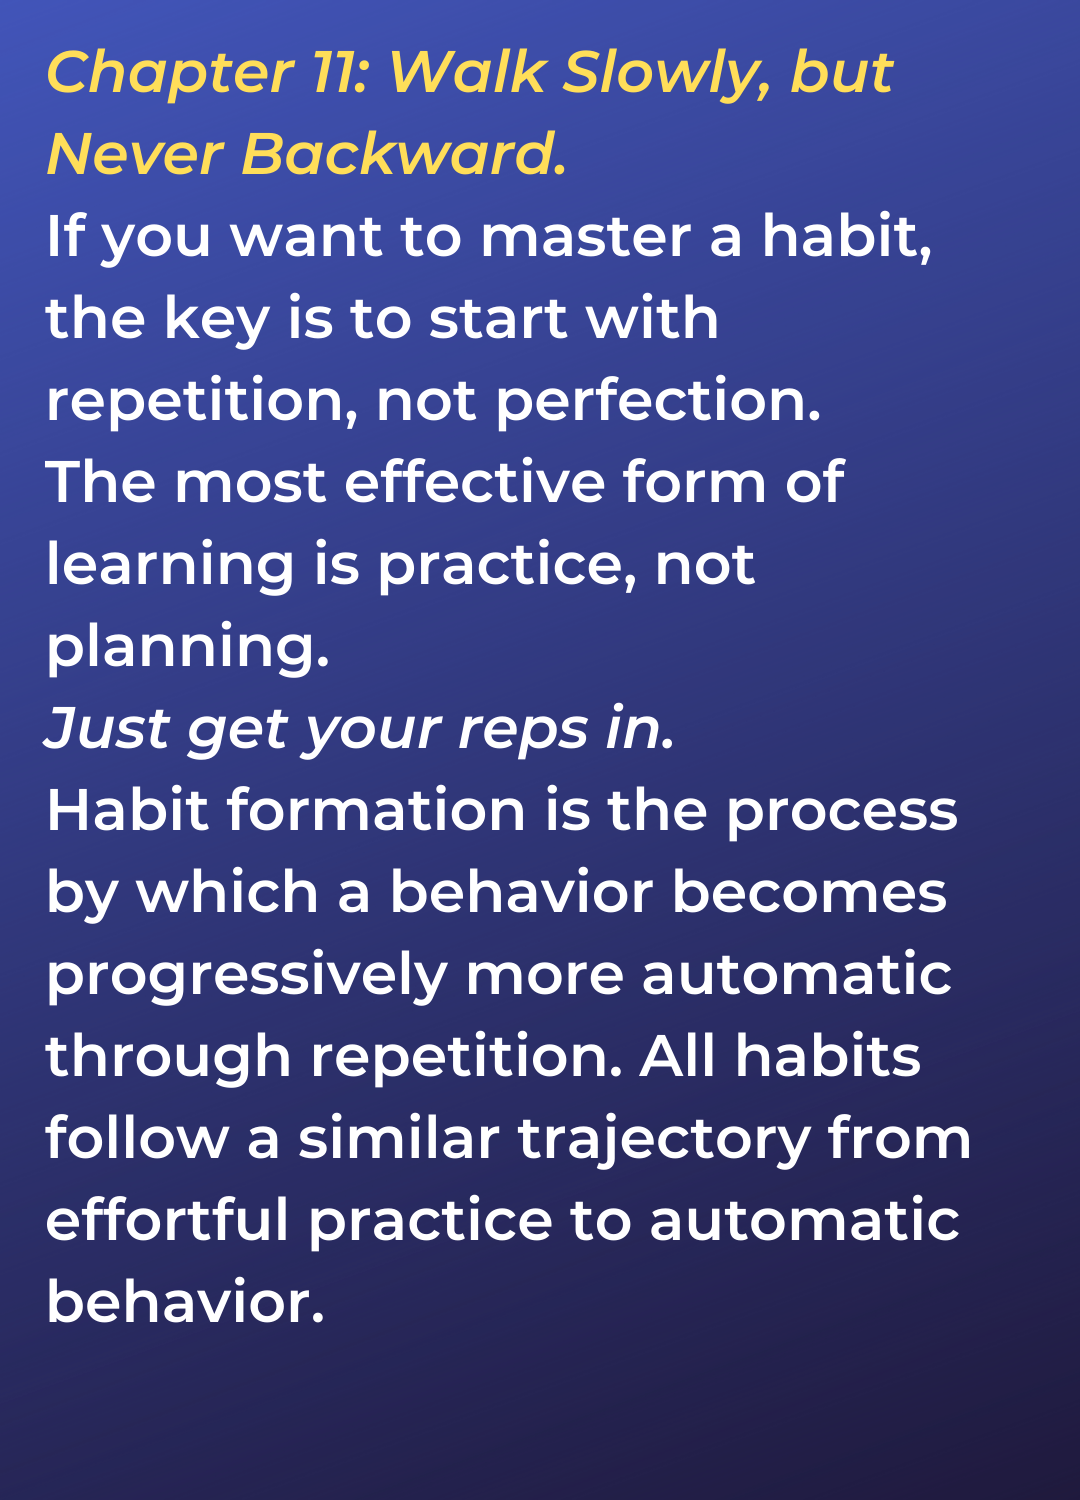 Chapter 11: Walk Slowly, but
Never Backward.
If you want to master a habit,
the key is to start with
repetition, not perfection.
The most effective form of
learning is practice, not
planning.
Just get your reps in.
Habit formation is the process
by which a behavior becomes
progressively more automatic
through repetition. All habits
follow a similar trajectory from
effortful practice to automatic
behavior.